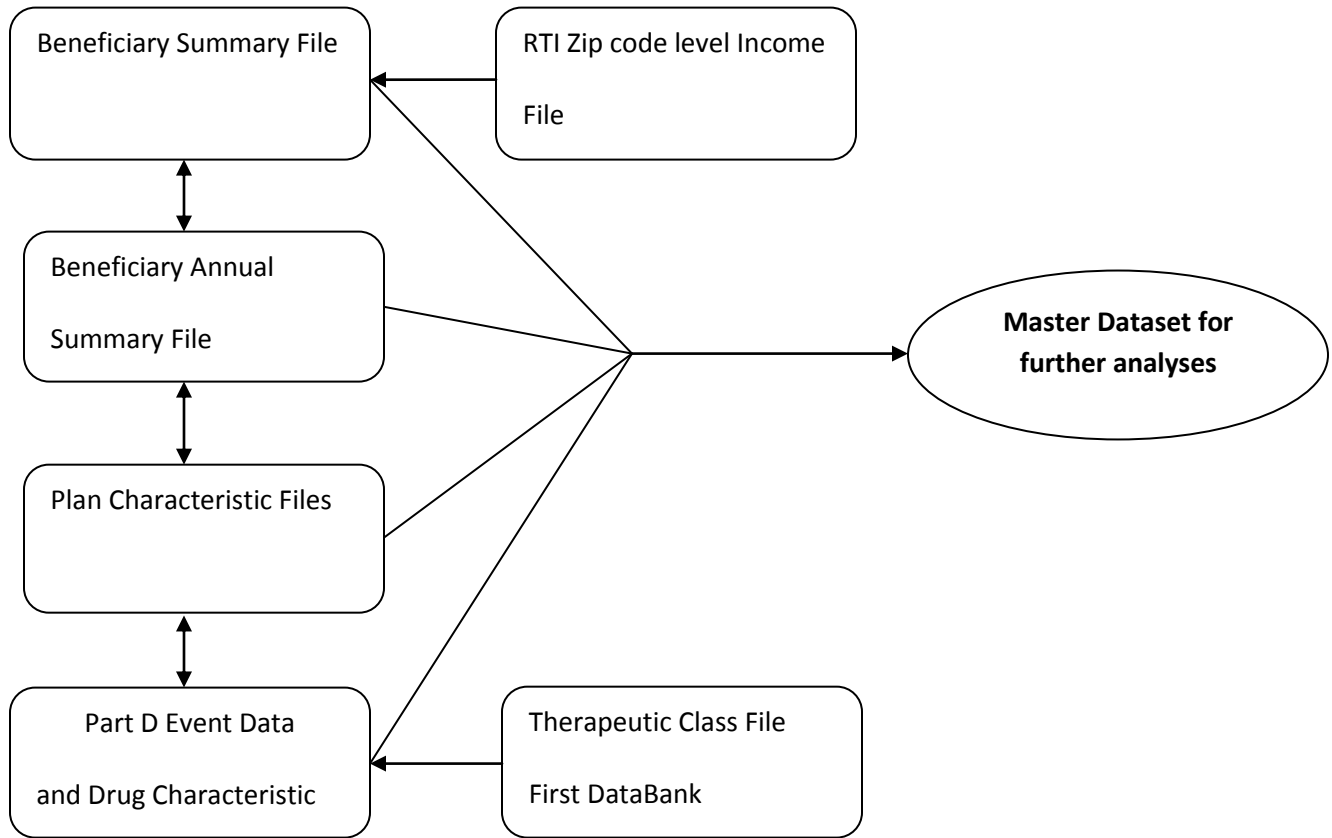 Beneficiary Summary File
RTI Zip code level Income
File
Beneficiary Annual
Summary File
Master Dataset for
further analyses
Plan Characteristic Files
Part D Event Data
and Drug Characteristic
Therapeutic Class File
First DataBank